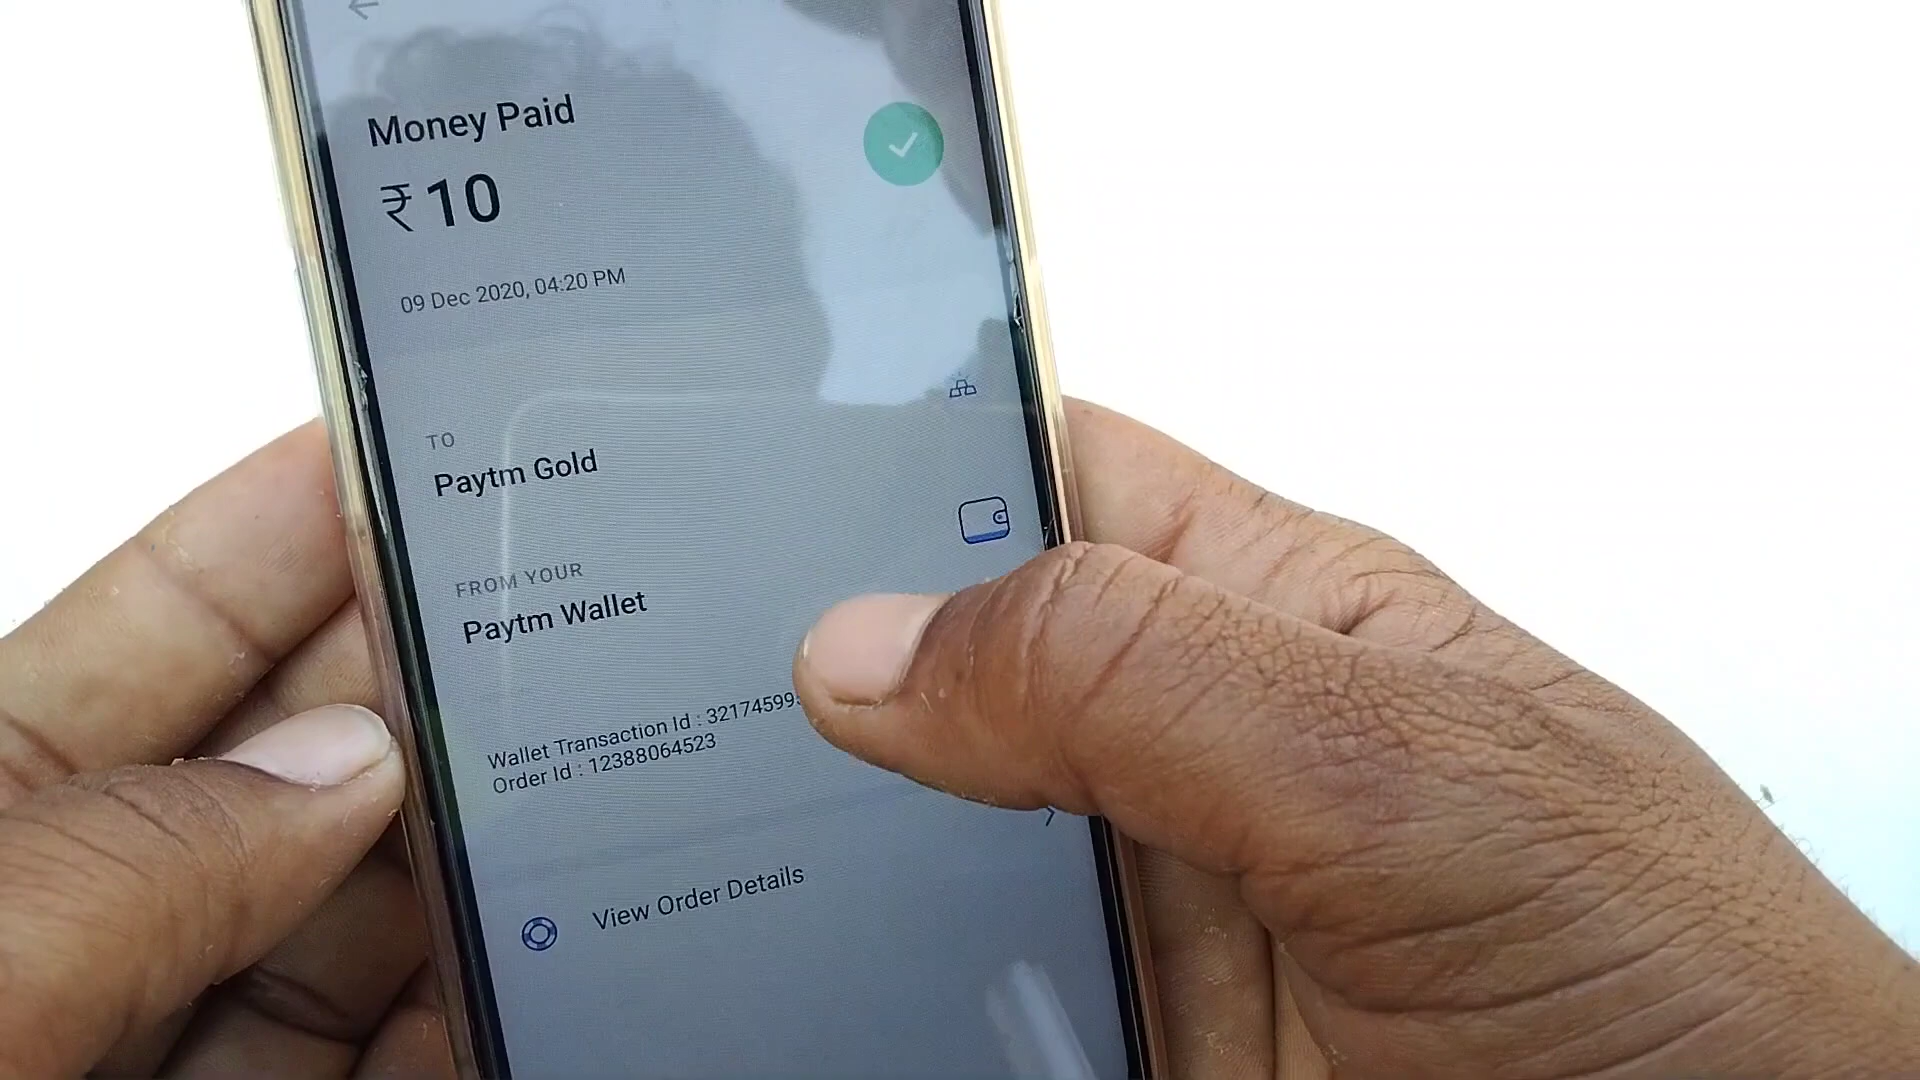 Money Paid
₹10
09 Dec 2020, 04:20 PM
TO
Paytm Gold
FROM YOUR
Paytm Wallet
Wallet Transaction Id : 32174599
Order Id : 12388064523
View Order Details